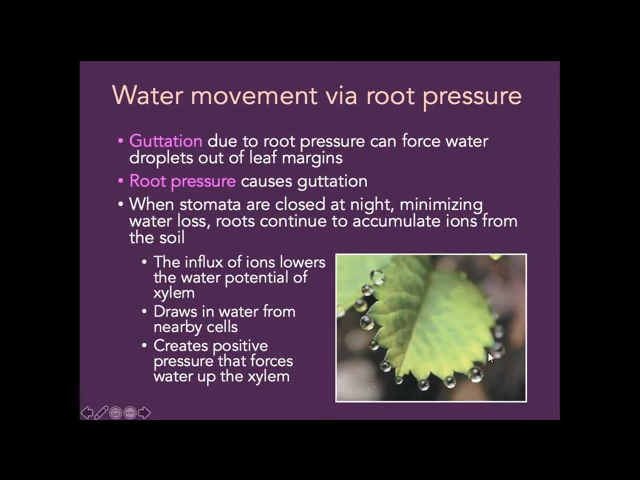 Water movement via root pressure
• Guttation due to root pressure can force water
droplets out of leaf margins
• Root pressure causes guttation
• When stomata are closed at night, minimizing
water loss, roots continue to accumulate ions from
the soil
• The influx of ions lowers
the water potential of
xylem
• Draws in water from
nearby cells
• Creates positive
pressure that forces
water up the xylem